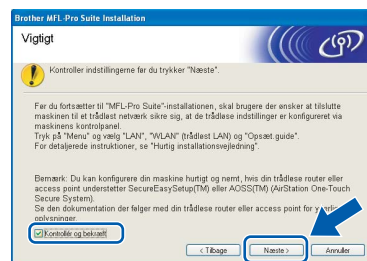 Brother MFL-Pro Suite Installation
Vigtigt
Kontroller indstillingerne før du trykker "Næste".
Før du fortsætter til "MFL-Pro Suite"-installationen, skal brugere der ønsker at tilslutte
maskinen til et trådløst netværk sikre sig, at de trådløse indstillinger er konfigureret via
maskinens kontrolpanel.
Tryk på "Menu" og vælg "LAN", "WLAN" (trådløst LAN) og "Opsæt.guide".
For detaljerede instruktioner, se "Hurtig installationsvejledning".
Bemærk: Du kan konfigurere din maskine hurtigt og nemt, hvis din trådløse router eller
access point understøtter SecureEasySetup(TM) eller AOSS(TM) (AirStation One-Touch
Secure System).
Se den dokumentation der følger med din trådløse router eller access point for
oplysninger.
Kontrollér og bekræft
< Tilbage
Næste >
Annuller